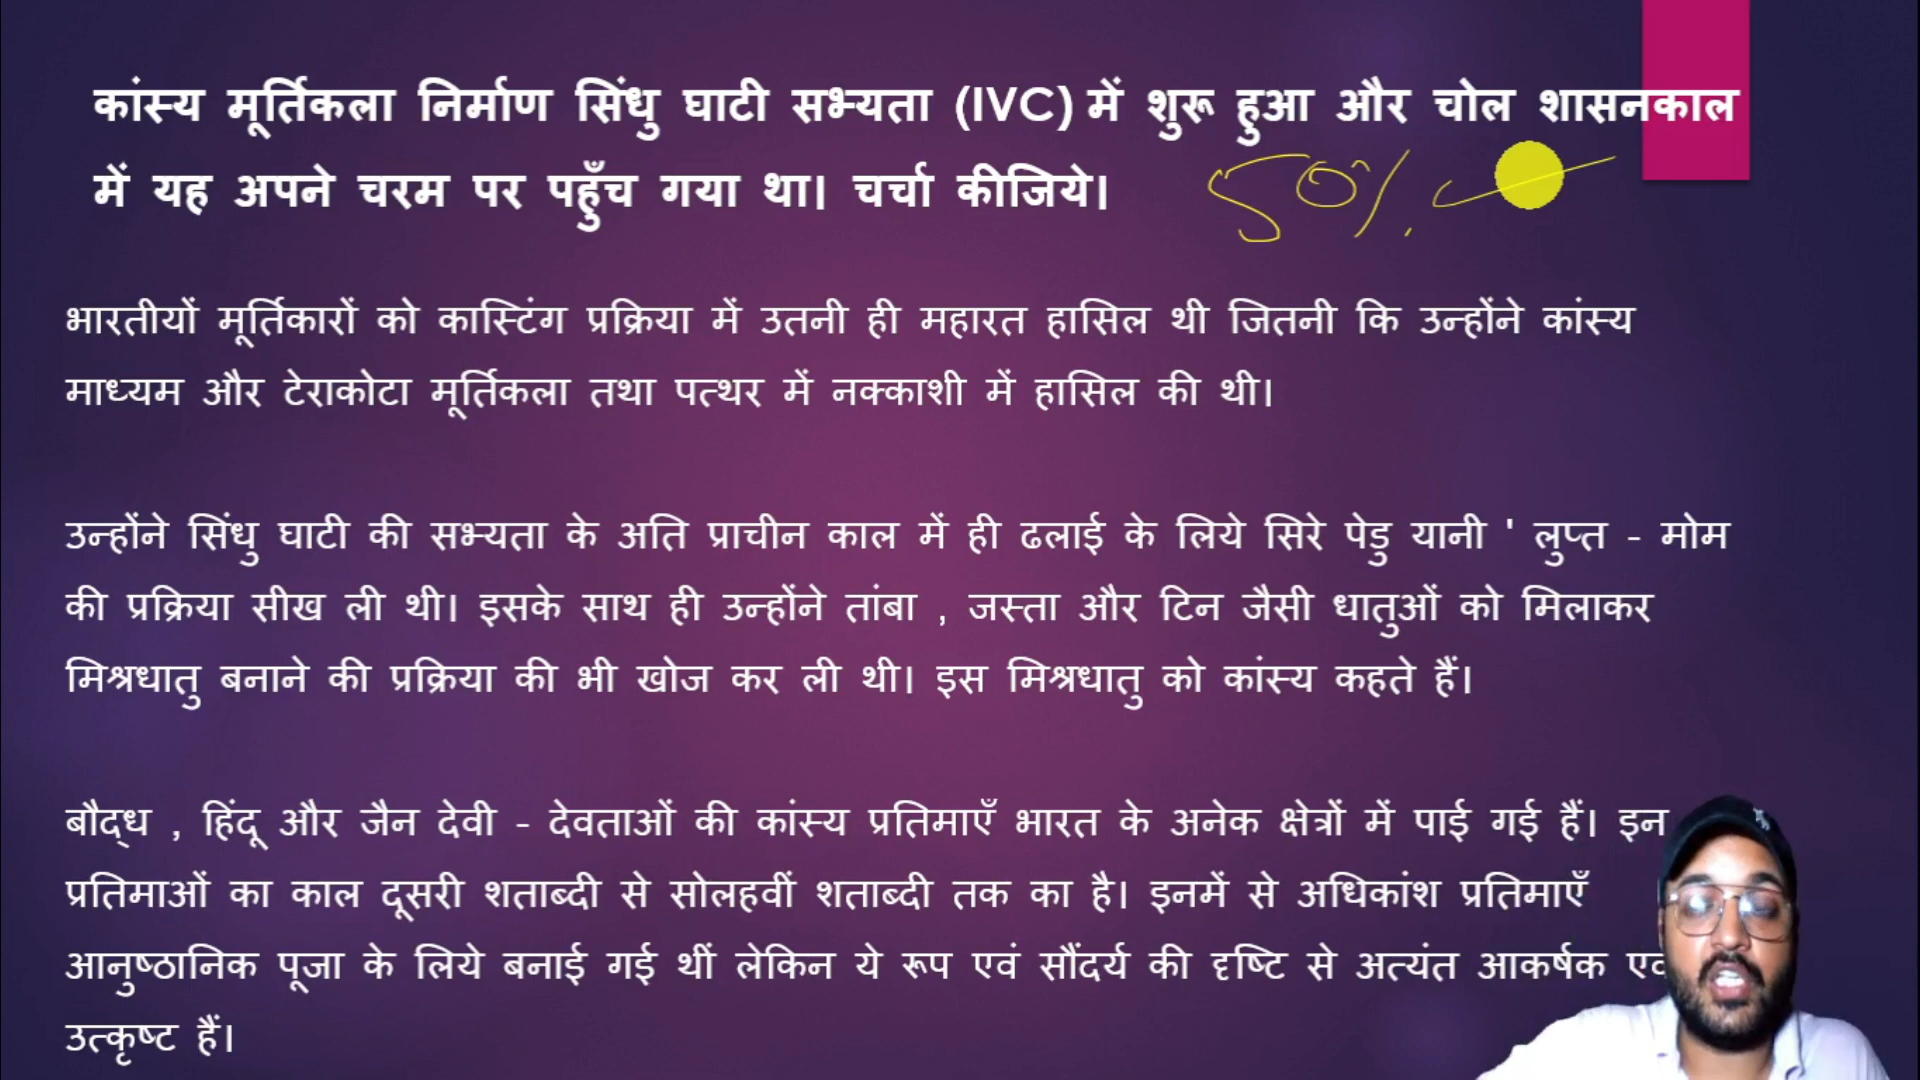 कांस्य मूर्तिकला निर्माण सिंधु घाटी सभ्यता (IVC) में शुरू हुआ और चोल शासनकाल
में यह अपने चरम पर पहुँच गया था। चर्चा कीजिये।
50%.
भारतीयों मूर्तिकारों को कास्टिंग प्रक्रिया में उतनी ही महारत हासिल थी जितनी कि उन्होंने कांस्य
माध्यम और टेराकोटा मूर्तिकला तथा पत्थर में नक्काशी में हासिल की थी।
उन्होंने सिंधु घाटी की सभ्यता के अति प्राचीन काल में ही ढलाई के लिये सिरे पेडु यानी ' लुप्त - मोम
की प्रक्रिया सीख ली थी। इसके साथ ही उन्होंने तांबा , जस्ता और टिन जैसी धातुओं को मिलाकर
मिश्रधातु बनाने की प्रक्रिया की भी खोज कर ली थी। इस मिश्रधातु को कांस्य कहते हैं।
बौद्ध , हिंदू और जैन देवी - देवताओं की कांस्य प्रतिमाएँ भारत के अनेक क्षेत्रों में पाई गई हैं। इन
प्रतिमाओं का काल दूसरी शताब्दी से सोलहवीं शताब्दी तक का है। इनमें से अधिकांश प्रतिमाएँ
आनुष्ठानिक पूजा के लिये बनाई गई थीं लेकिन ये रूप एवं सौंदर्य की दृष्टि से अत्यंत आकर्षक
उत्कृष्ट हैं।